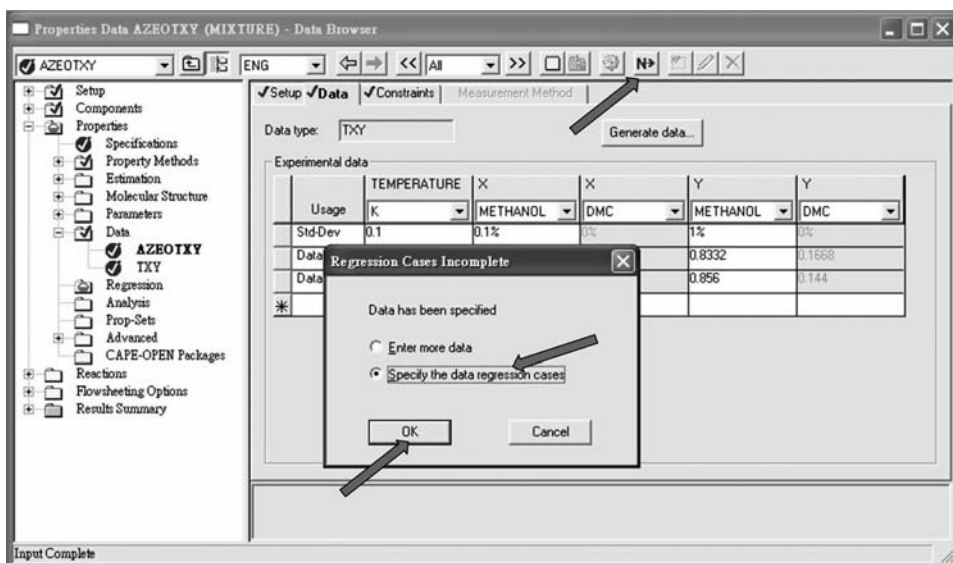 Properties Data AZEOTXY (MIXTURE) - Data Browser
AZEOTXY ENG << All >> N>
Setup
Components
Properties
Specifications
Property Methods
Estimation
Molecular Structure
Parameters
Data
AZEOTXY
TXY
Regression
Analysis
Prop-Sets
Advanced
CAPE-OPEN Packages
Reactions
Flowsheeting Options
Results Summary
Setup Data Constraints Measurement Method
Data type: TXY Generate data...
Experimental data
TEMPERATURE X X Y Y
Usage K METHANOL DMC METHANOL DMC
Std-Dev 0.1 0.1% 0% 1% 0%
Data 0.8332 0.1668
Data 0.856 0.144
Regression Cases Incomplete
Data has been specified
Enter more data
Specify the data regression cases
OK Cancel
Input Complete